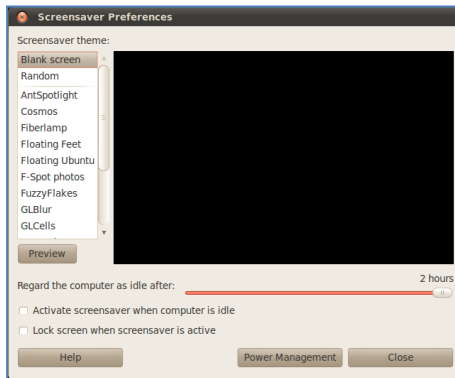 Screensaver Preferences
Screensaver theme:
Blank screen
Random
AntSpotlight
Cosmos
Fiberlamp
Floating Feet
Floating Ubuntu
F-Spot photos
FuzzyFlakes
GLBlur
GLCells
Preview
2 hours
Regard the computer as idle after:
Activate screensaver when computer is idle
Lock screen when screensaver is active
Help Power Management Close